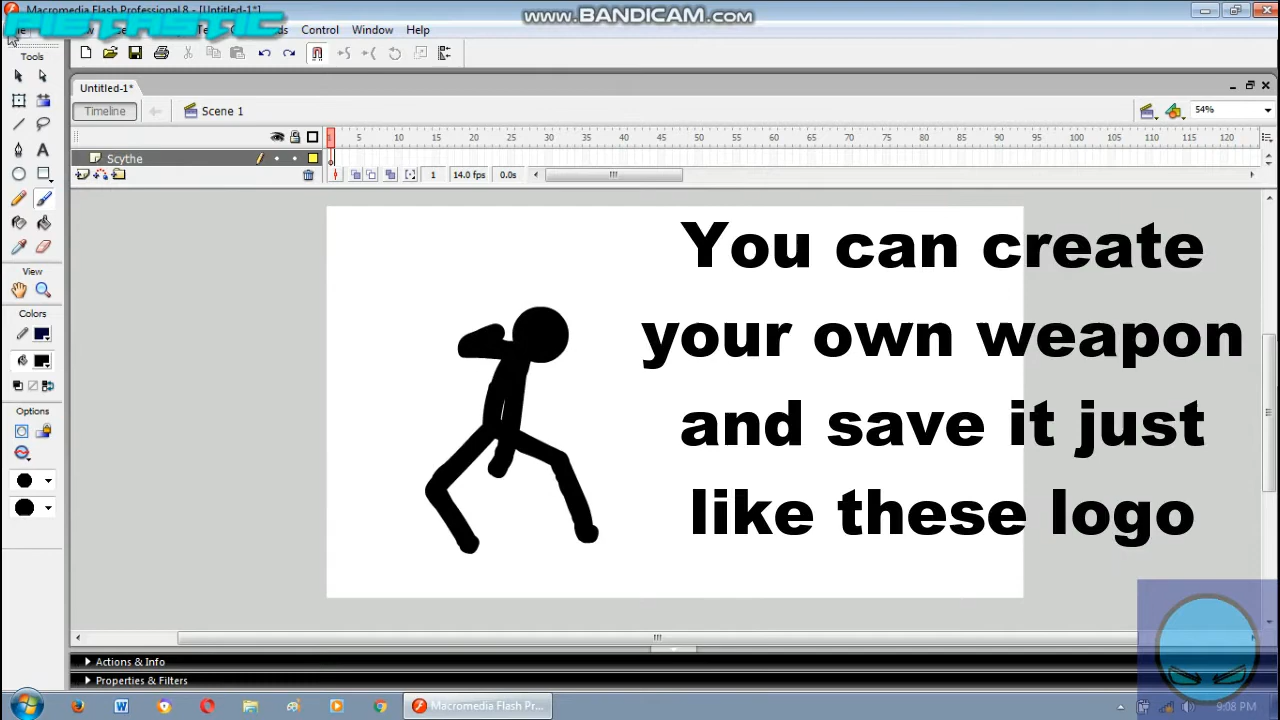 Macromedia Flash Professional 8 - [Untitled-1*]
www.BANDICAM.com
Control Window Help
Tools
Untitled-1*
Timeline
Scene 1
54%
5 10 15 20 25 30 35 40 45 50 55 60 65 70 75 80 85 90 95 100 105 110 115 120
Scythe
1 14.0 fps 0.0s
View
Colors
Options
You can create
your own weapon
and save it just
like these logo
Actions & Info
Properties & Filters
Macromedia Flash Pr...
9:08 PM